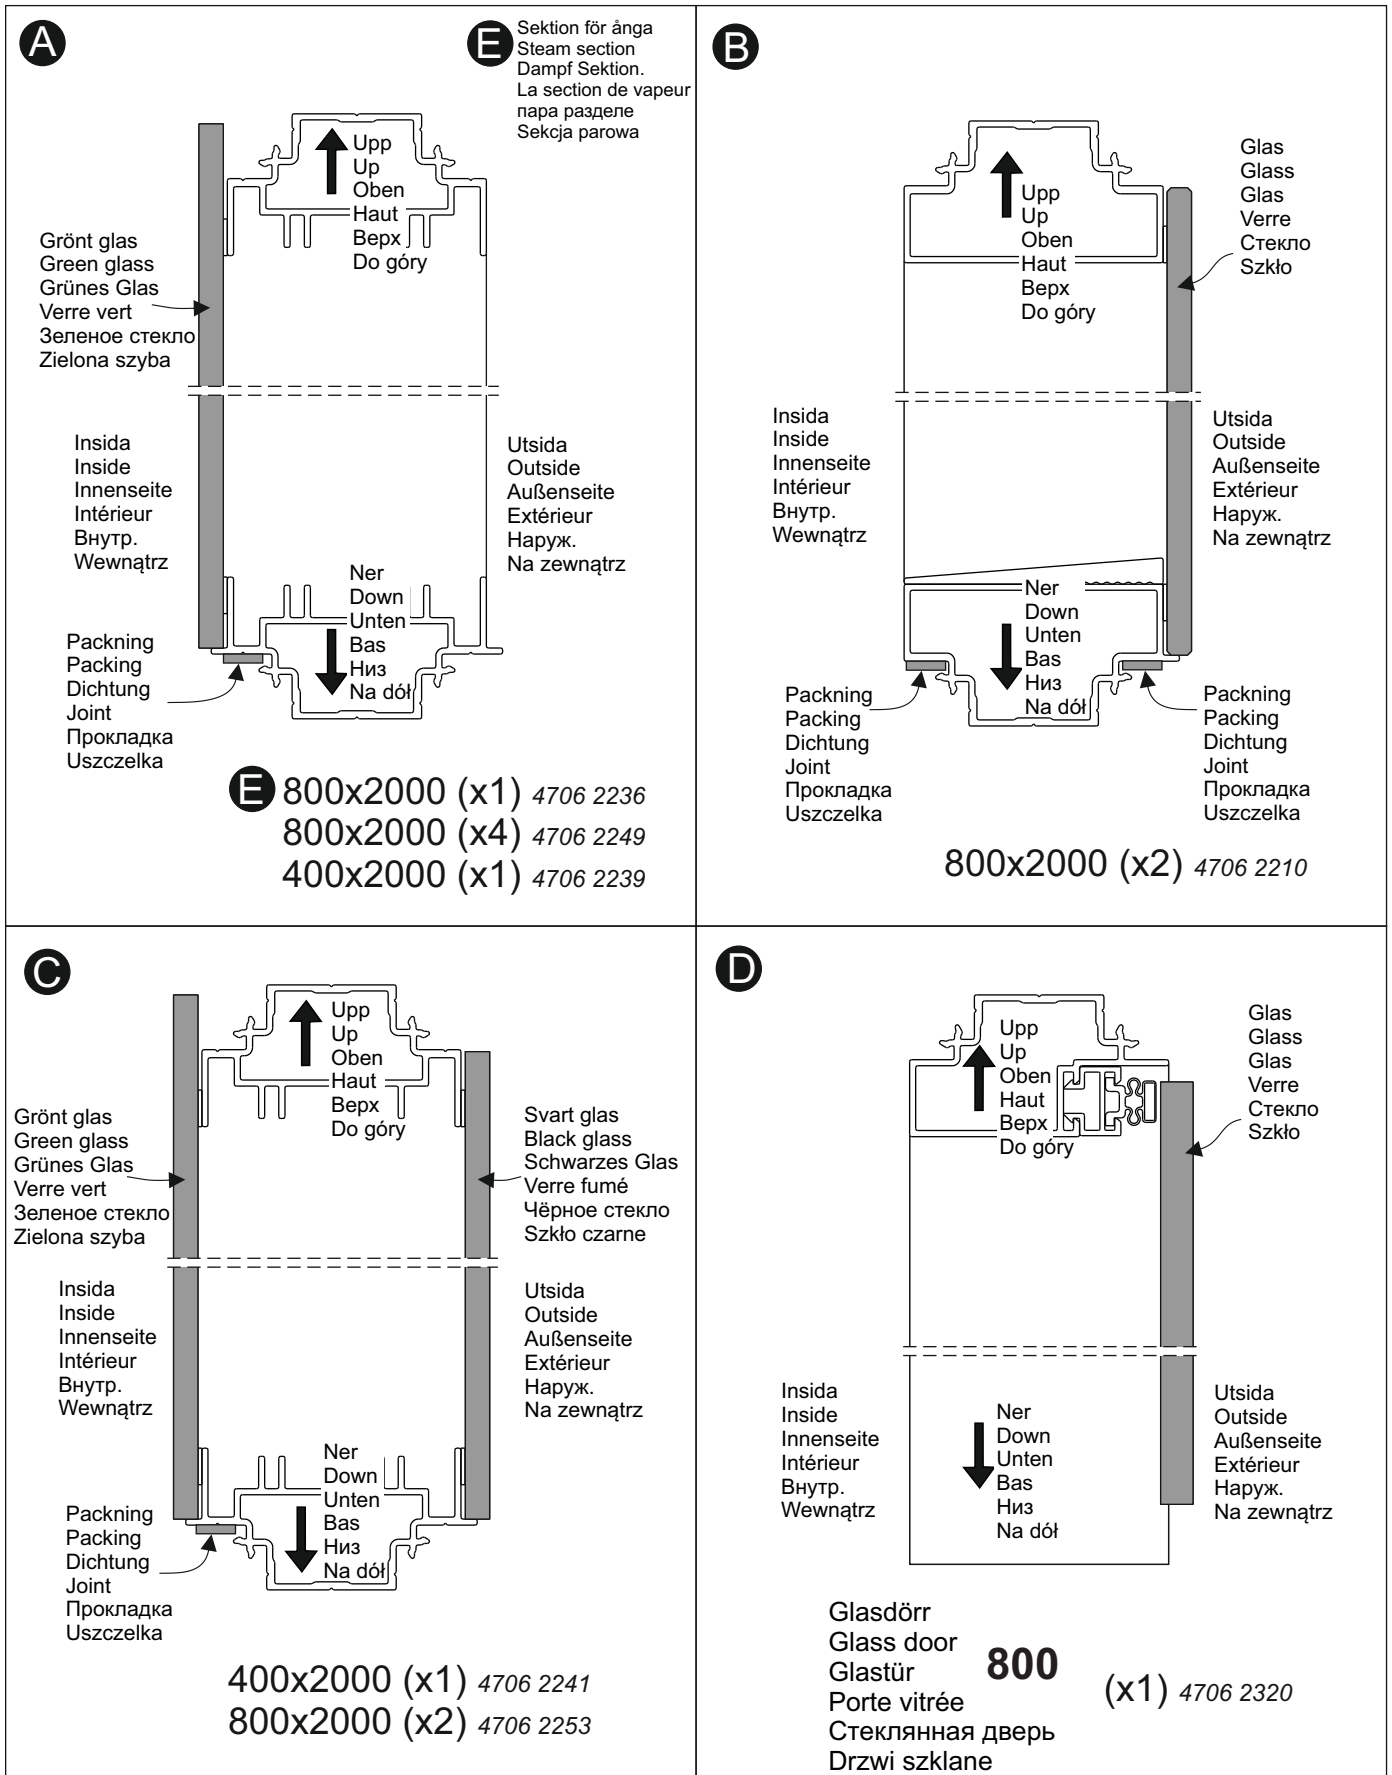 A
E
Sektion för ånga
Steam section
Dampf Sektion.
La section de vapeur
пара разделе
Sekcja parowa
Upp
Up
Oben
Haut
Верх
Do góry
Grönt glas
Green glass
Grünes Glas
Verre vert
Зеленое стекло
Zielona szyba
Insida
Inside
Innenseite
Intérieur
Внутр.
Wewnątrz
Utsida
Outside
Außenseite
Extérieur
Наруж.
Na zewnątrz
Ner
Down
Unten
Bas
Низ
Na dół
Packning
Packing
Dichtung
Joint
Прокладка
Uszczelka
E 800x2000 (x1) 4706 2236
800x2000 (x4) 4706 2249
400x2000 (x1) 4706 2239
B
Upp
Up
Oben
Haut
Верх
Do góry
Glas
Glass
Glas
Verre
Стекло
Szkło
Insida
Inside
Innenseite
Intérieur
Внутр.
Wewnątrz
Utsida
Outside
Außenseite
Extérieur
Наруж.
Na zewnątrz
Ner
Down
Unten
Bas
Низ
Na dół
Packning
Packing
Dichtung
Joint
Прокладка
Uszczelka
Packning
Packing
Dichtung
Joint
Прокладка
Uszczelka
800x2000 (x2) 4706 2210
C
Upp
Up
Oben
Haut
Верх
Do góry
Grönt glas
Green glass
Grünes Glas
Verre vert
Зеленое стекло
Zielona szyba
Svart glas
Black glass
Schwarzes Glas
Verre fumé
Чёрное стекло
Szkło czarne
Insida
Inside
Innenseite
Intérieur
Внутр.
Wewnątrz
Utsida
Outside
Außenseite
Extérieur
Наруж.
Na zewnątrz
Ner
Down
Unten
Bas
Низ
Na dół
Packning
Packing
Dichtung
Joint
Прокладка
Uszczelka
400x2000 (x1) 4706 2241
800x2000 (x2) 4706 2253
D
Upp
Up
Oben
Haut
Верх
Do góry
Glas
Glass
Glas
Verre
Стекло
Szkło
Insida
Inside
Innenseite
Intérieur
Внутр.
Wewnątrz
Ner
Down
Unten
Bas
Низ
Na dół
Utsida
Outside
Außenseite
Extérieur
Наруж.
Na zewnątrz
Glasdörr
Glass door
Glastür
Porte vitrée
Стеклянная дверь
Drzwi szklane
800
(x1) 4706 2320